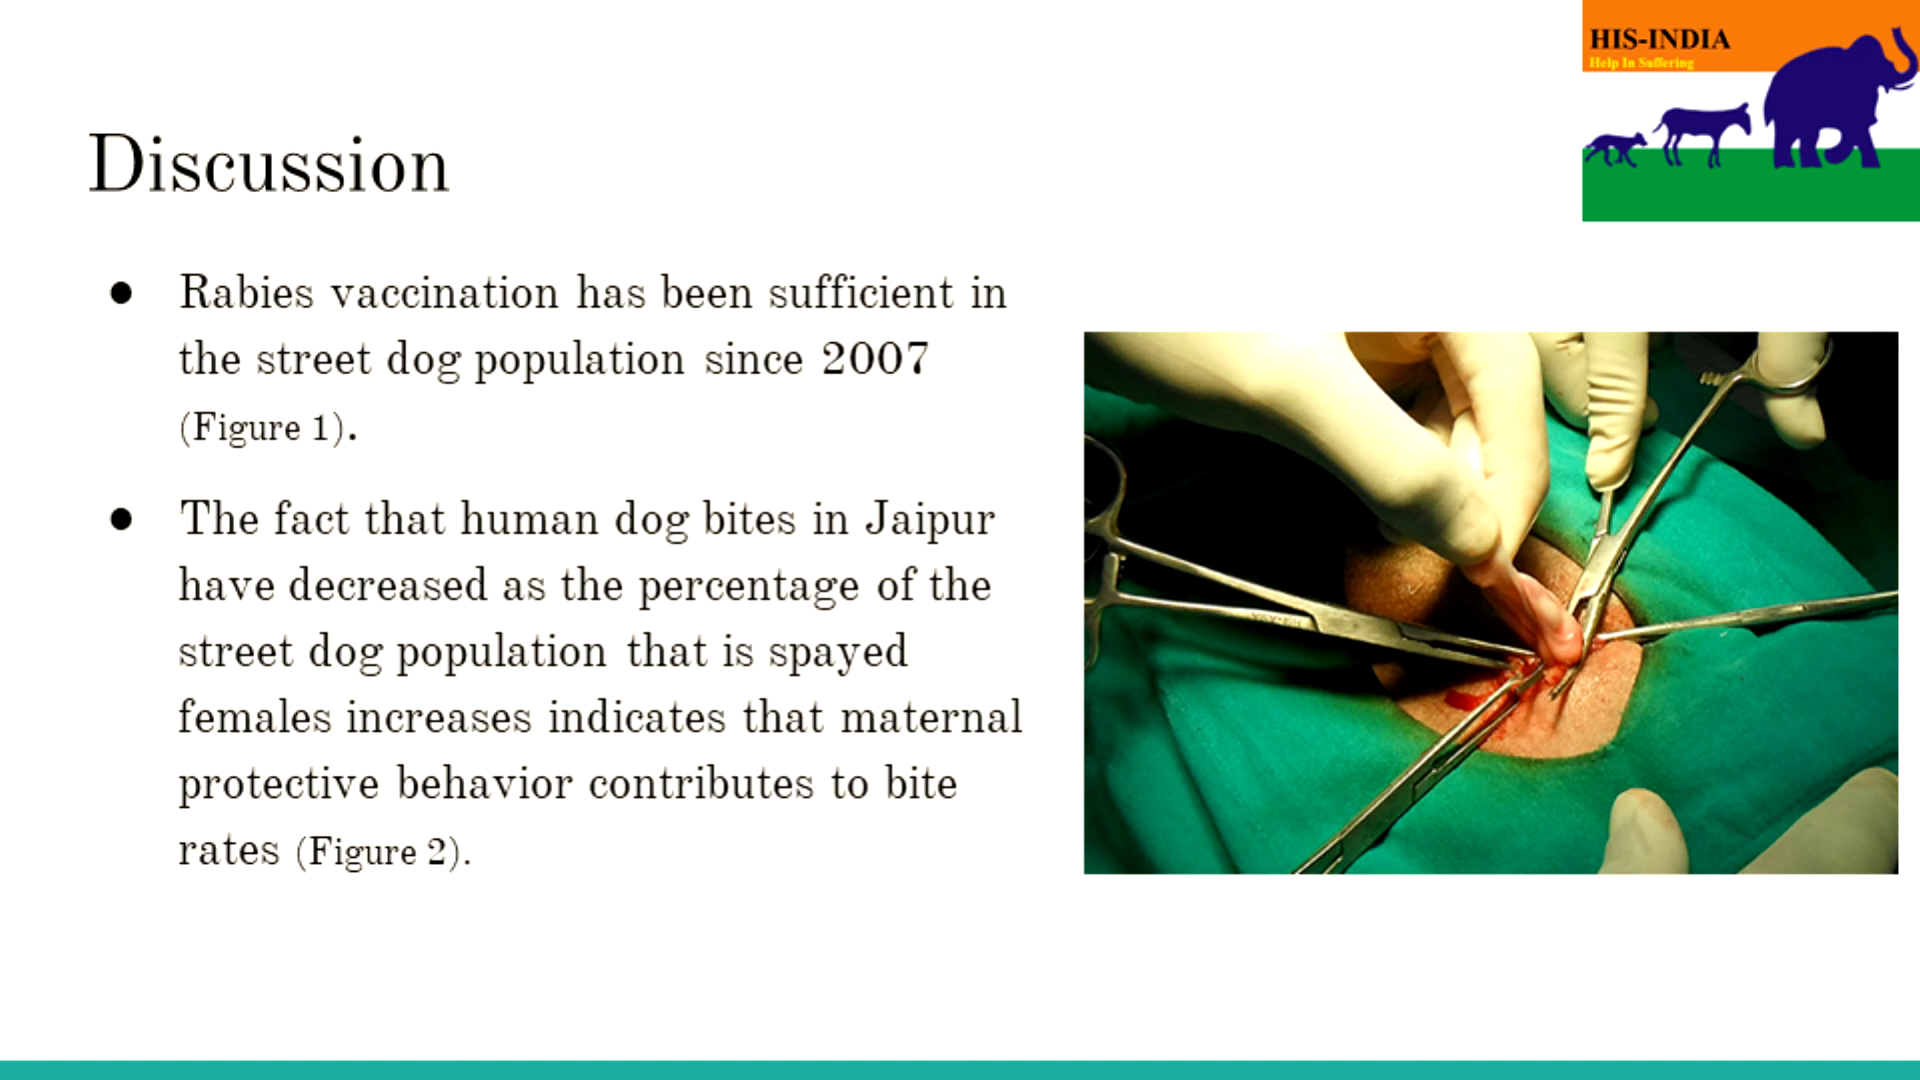 HIS-INDIA
Help In Suffering
Discussion
● Rabies vaccination has been sufficient in
the street dog population since 2007
(Figure 1).
● The fact that human dog bites in Jaipur
have decreased as the percentage of the
street dog population that is spayed
females increases indicates that maternal
protective behavior contributes to bite
rates (Figure 2).